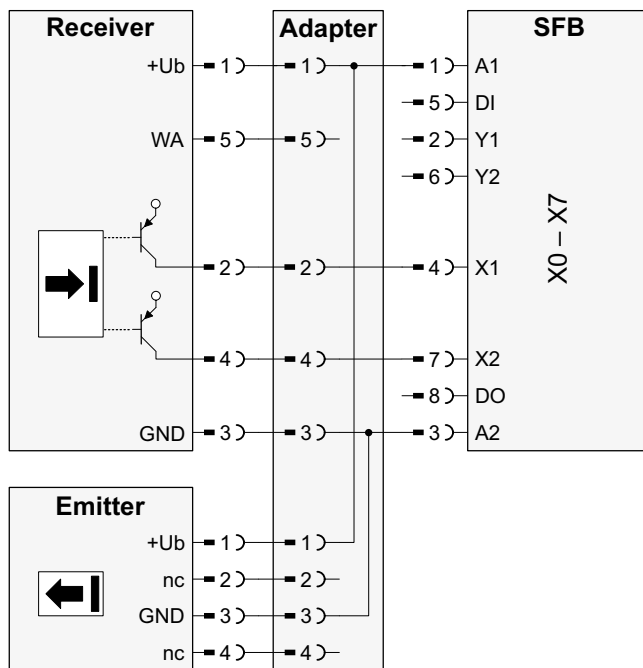 Receiver Adapter SFB
+Ub 1 1 1 A1
5 DI
WA 5 5 2 Y1
6 Y2
X0 – X7
2 2 4 X1
4 4 7 X2
8 DO
GND 3 3 3 A2
Emitter
+Ub 1 1
nc 2 2
GND 3 3
nc 4 4